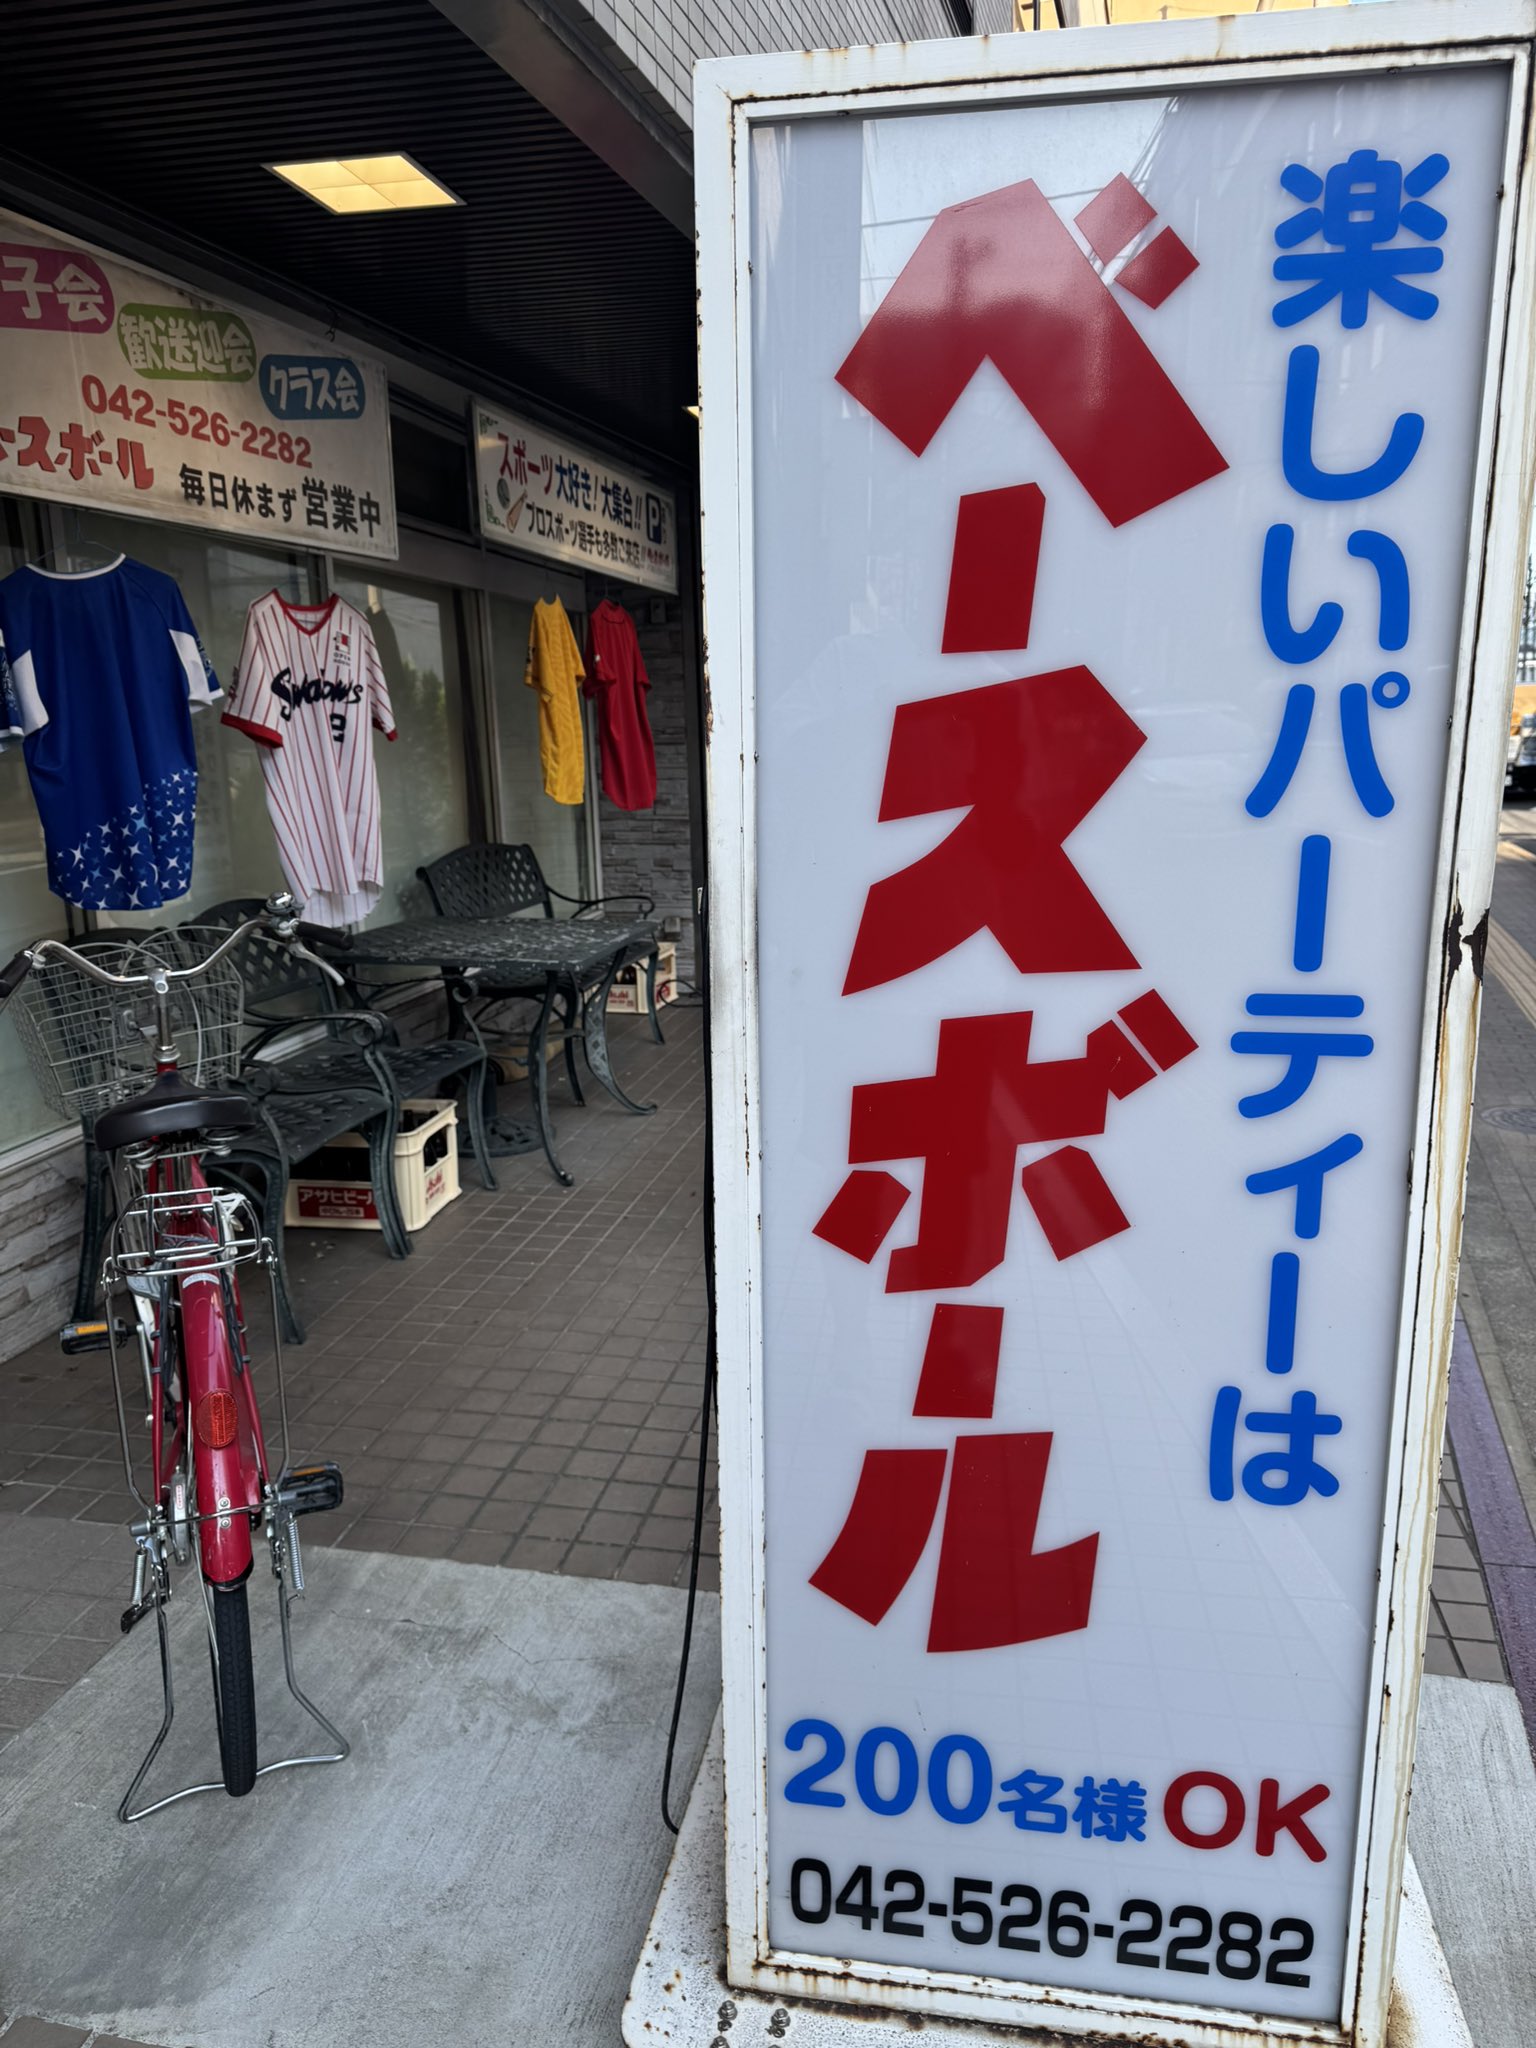 楽しいパーティーは
ベースボール
200名様OK
042-526-2282
子会
歓送迎会
クラス会
042-526-2282
ースボール 毎日休まず営業中
スポーツ大好き!大集合!! P
プロスポーツ選手も多数ご来店!!
Swallows
2
アサヒビール
Asahi